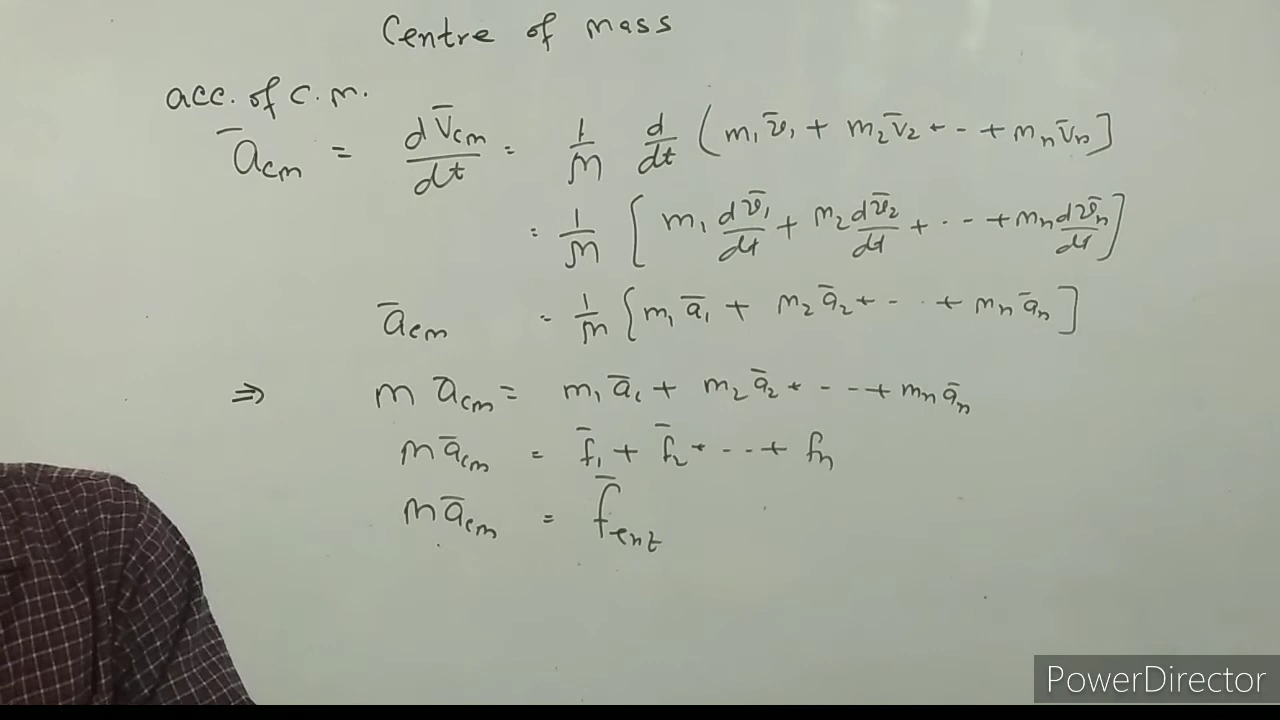 Centre of mass
acc. of C.M.
ā_cm = dv̄_cm/dt = 1/M d/dt (m₁v̄₁ + m₂v̄₂ + -- + mₙv̄ₙ]
= 1/M [m₁ dv̄₁/dt + m₂ dv̄₂/dt + --- + mₙ dv̄ₙ/dt]
ā_cm = 1/M [m₁ā₁ + m₂ā₂ + -- + mₙāₙ]
⇒ M ā_cm = m₁ā₁ + m₂ā₂ + --- + mₙāₙ
M ā_cm = f̄₁ + f̄₂ + --- + fₙ
M ā_cm = f̄_ext
PowerDirector